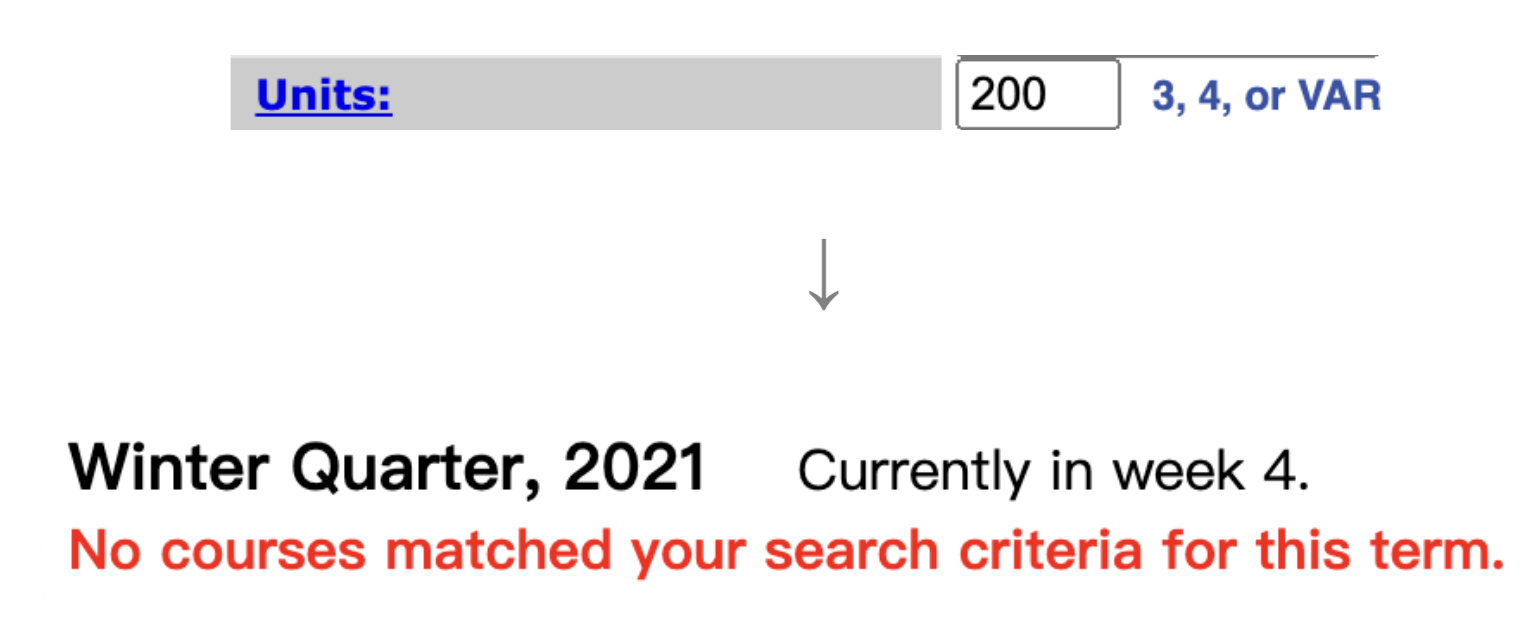 Units: 200 3, 4, or VAR
Winter Quarter, 2021 Currently in week 4.
No courses matched your search criteria for this term.